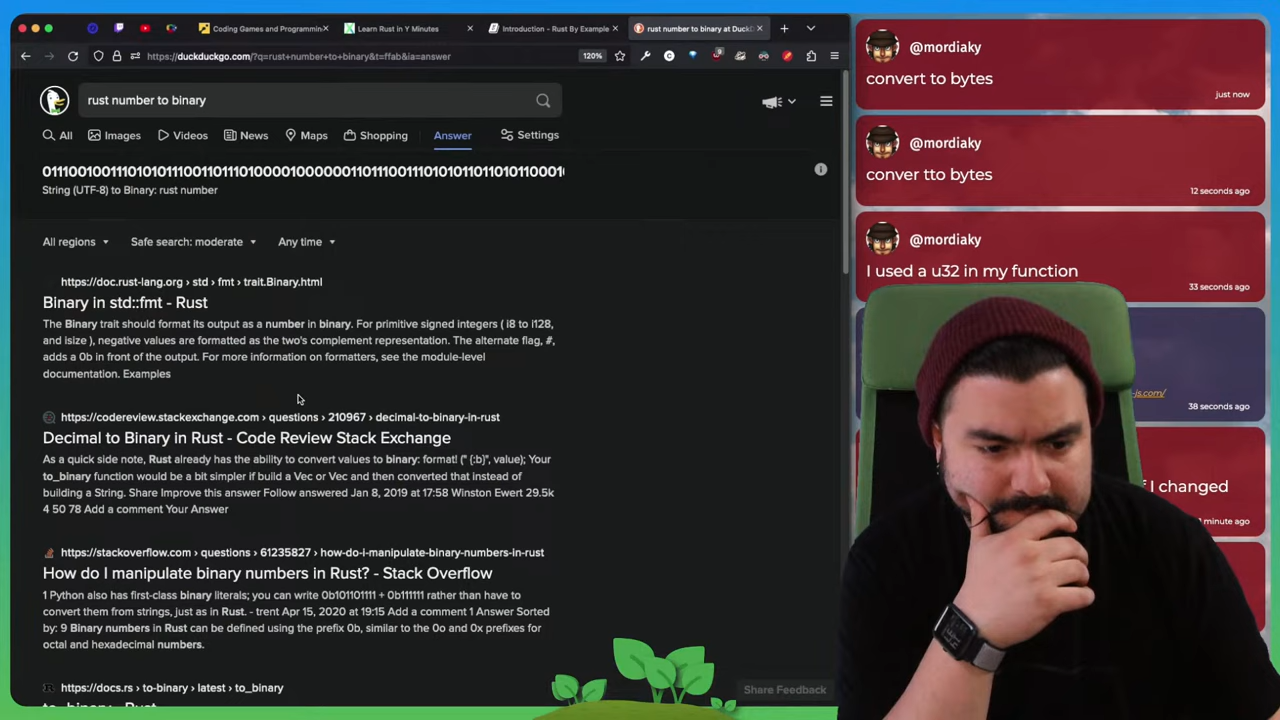 Coding Games and Programmin
Learn Rust in Y Minutes
Introduction - Rust By Example
rust number to binary at Duck
https://duckduckgo.com/?q=rust+number+to+binary&t=ffab&ia=answer
120%
rust number to binary
All
Images
Videos
News
Maps
Shopping
Answer
Settings
String (UTF-8) to Binary: rust number
All regions
Safe search: moderate
Any time
https://doc.rust-lang.org › std › fmt › trait.Binary.html
Binary in std::fmt - Rust
The Binary trait should format its output as a number in binary. For primitive signed integers ( i8 to i128,
and isize ), negative values are formatted as the two's complement representation. The alternate flag, #,
adds a 0b in front of the output. For more information on formatters, see the module-level
documentation. Examples
https://codereview.stackexchange.com › questions › 210967 › decimal-to-binary-in-rust
Decimal to Binary in Rust - Code Review Stack Exchange
As a quick side note, Rust already has the ability to convert values to binary: format! (" {:b}", value); Your
to_binary function would be a bit simpler if build a Vec or Vec and then converted that instead of
building a String. Share Improve this answer Follow answered Jan 8, 2019 at 17:58 Winston Ewert 29.5k
4 50 78 Add a comment Your Answer
https://stackoverflow.com › questions › 61235827 › how-do-i-manipulate-binary-numbers-in-rust
How do I manipulate binary numbers in Rust? - Stack Overflow
1 Python also has first-class binary literals; you can write 0b101101111 + 0b111111 rather than have to
convert them from strings, just as in Rust. - trent Apr 15, 2020 at 19:15 Add a comment 1 Answer Sorted
by: 9 Binary numbers in Rust can be defined using the prefix 0b, similar to the 0o and 0x prefixes for
octal and hexadecimal numbers.
https://docs.rs › to-binary › latest › to_binary
Share Feedback
@mordiaky
convert to bytes
just now
@mordiaky
conver tto bytes
12 seconds ago
@mordiaky
I used a u32 in my function
33 seconds ago
-js.com/
38 seconds ago
I changed
1 minute ago